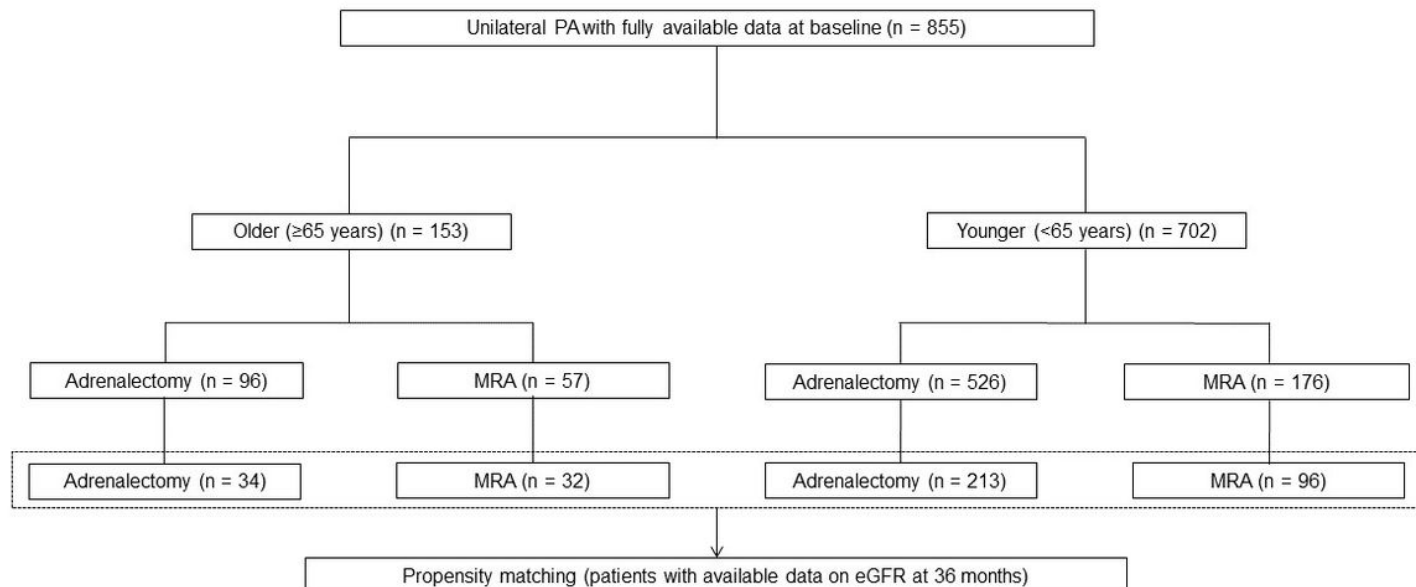 Unilateral PA with fully available data at baseline (n = 855)
Older (≥65 years) (n = 153)
Younger (<65 years) (n = 702)
Adrenalectomy (n = 96)
MRA (n = 57)
Adrenalectomy (n = 526)
MRA (n = 176)
Adrenalectomy (n = 34)
MRA (n = 32)
Adrenalectomy (n = 213)
MRA (n = 96)
Propensity matching (patients with available data on eGFR at 36 months)